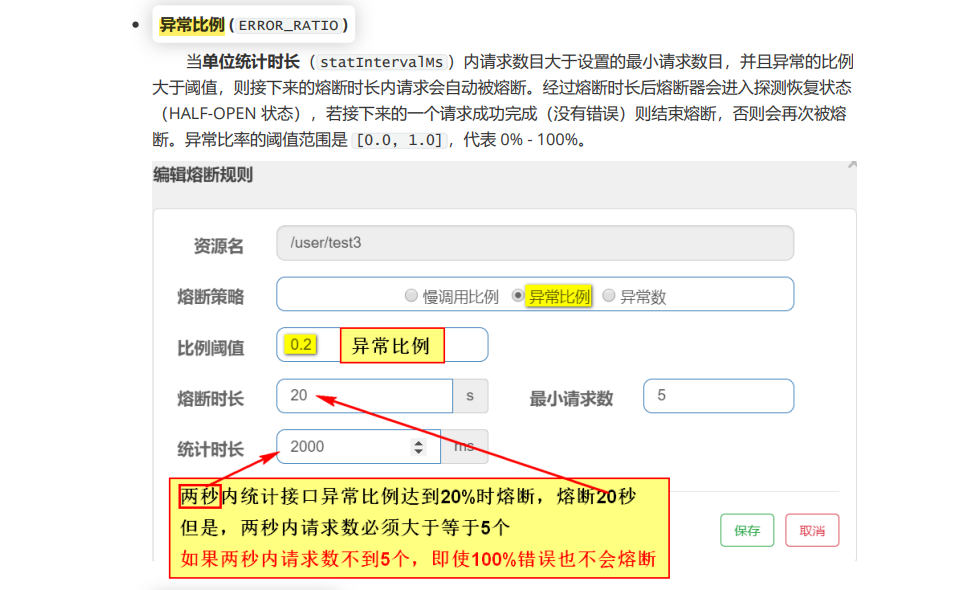 • 异常比例 (ERROR_RATIO)
当单位统计时长（statIntervalMs）内请求数目大于设置的最小请求数目，并且异常的比例
大于阈值，则接下来的熔断时长内请求会自动被熔断。经过熔断时长后熔断器会进入探测恢复状态
（HALF-OPEN 状态），若接下来的一个请求成功完成（没有错误）则结束熔断，否则会再次被熔
断。异常比率的阈值范围是 [0.0, 1.0]，代表 0% - 100%。
编辑熔断规则
资源名 /user/test3
熔断策略 慢调用比例 异常比例 异常数
比例阈值 0.2 异常比例
熔断时长 20 s 最小请求数 5
统计时长 2000 ms
两秒内统计接口异常比例达到20%时熔断，熔断20秒
但是，两秒内请求数必须大于等于5个
如果两秒内请求数不到5个，即使100%错误也不会熔断
保存 取消